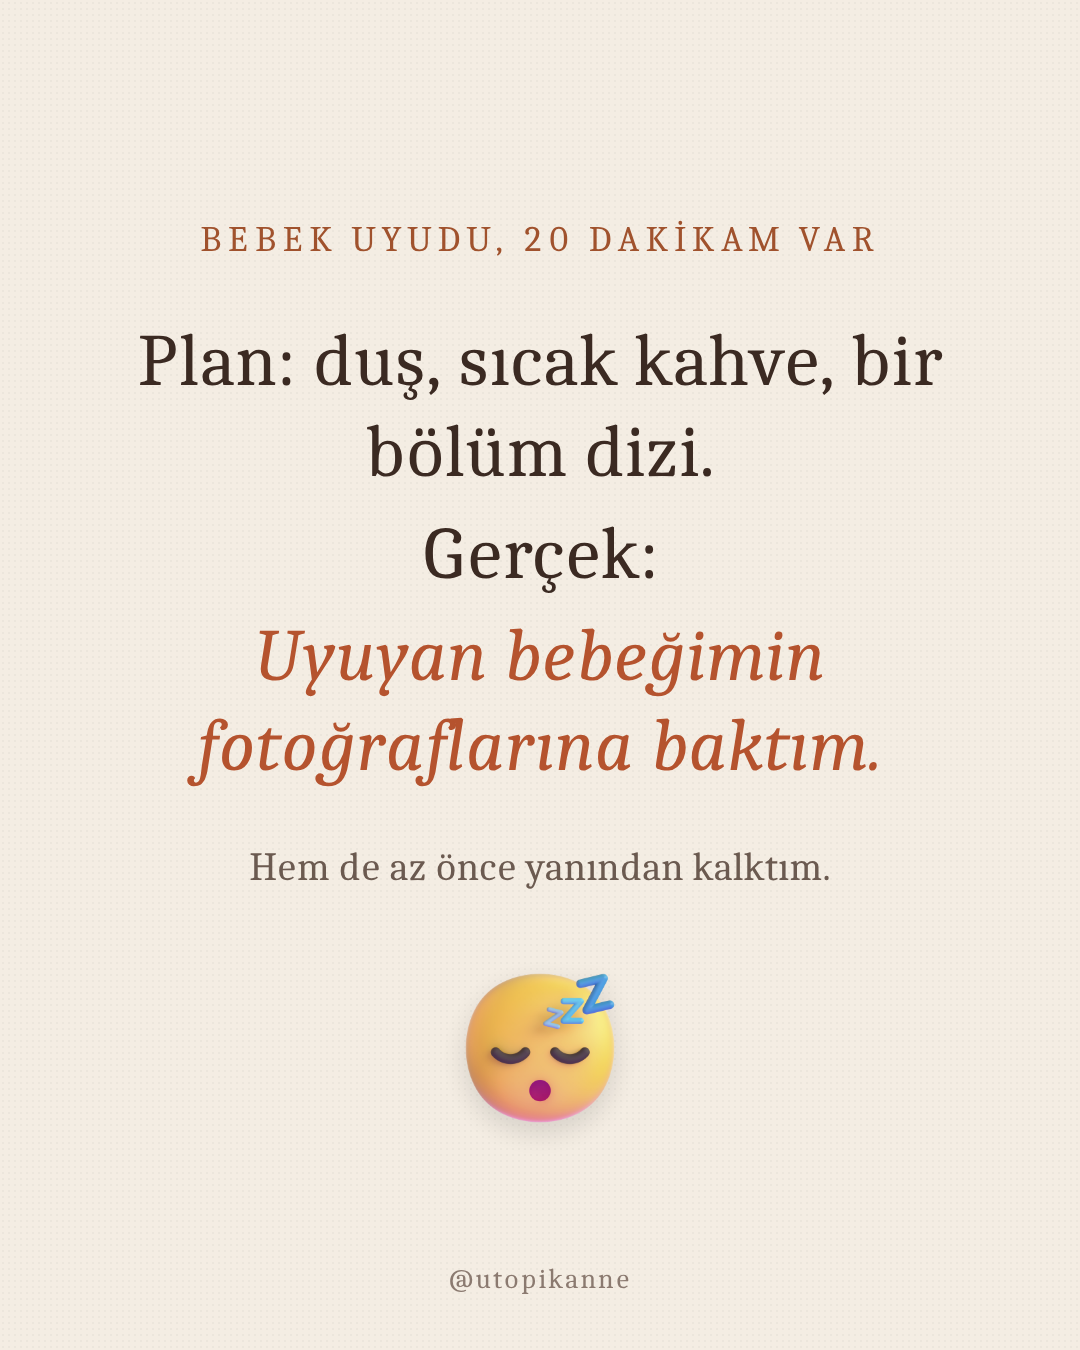 BEBEK UYUDU, 20 DAKİKAM VAR
Plan: duş, sıcak kahve, bir
bölüm dizi.
Gerçek:
Uyuyan bebeğimin
fotoğraflarına baktım.
Hem de az önce yanından kalktım.
zzZ
@utopikanne